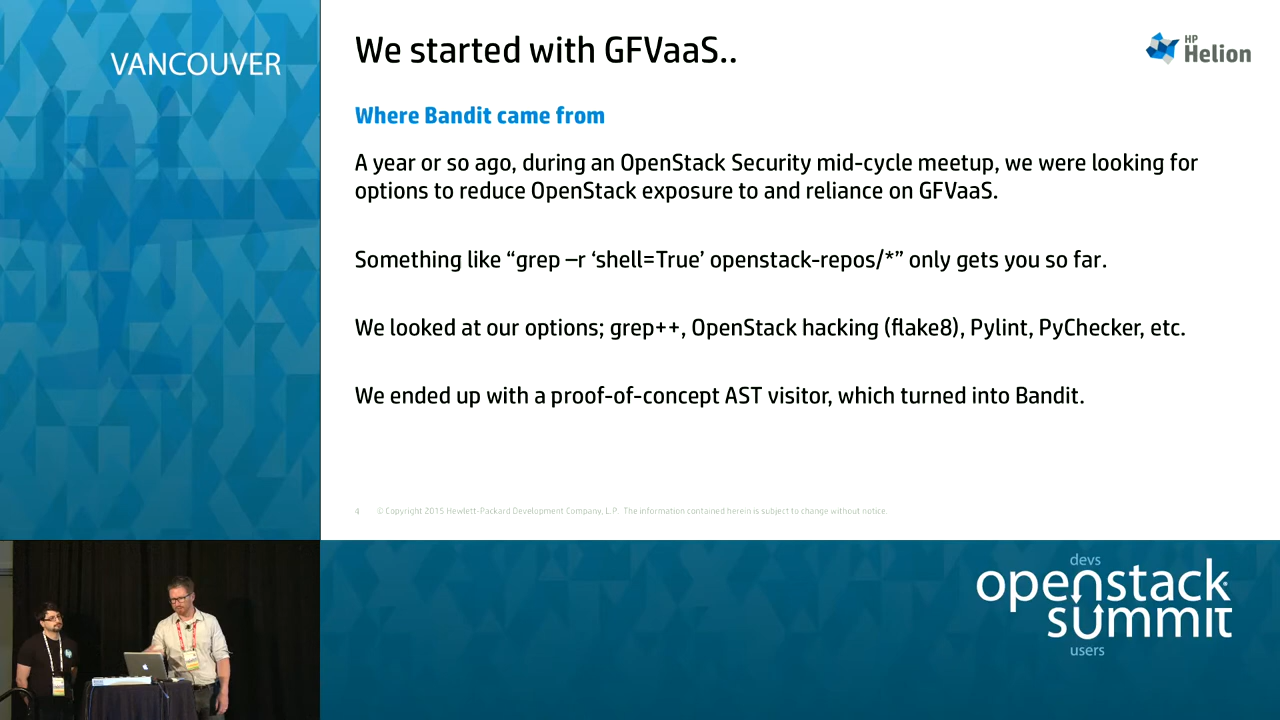 VANCOUVER
We started with GFVaaS..
HP
Helion
Where Bandit came from
A year or so ago, during an OpenStack Security mid-cycle meetup, we were looking for
options to reduce OpenStack exposure to and reliance on GFVaaS.
Something like “grep –r ‘shell=True’ openstack-repos/*” only gets you so far.
We looked at our options; grep++, OpenStack hacking (flake8), Pylint, PyChecker, etc.
We ended up with a proof-of-concept AST visitor, which turned into Bandit.
4 © Copyright 2015 Hewlett-Packard Development Company, L.P. The information contained herein is subject to change without notice.
devs
openstack
summit
users